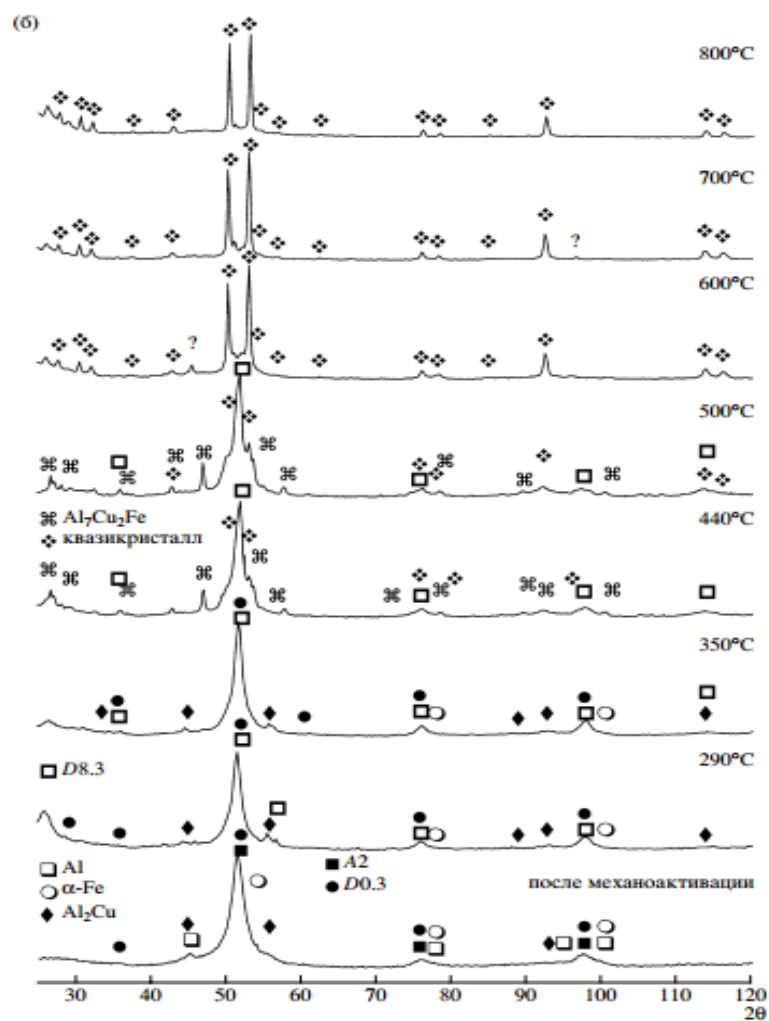 (б)
800°C
700°C
?
600°C
?
500°C
Al₇Cu₂Fe
квазикристалл
440°C
350°C
D8.3
290°C
Al
A2
α-Fe
D0.3
после механоактивации
Al₂Cu
30 40 50 60 70 80 90 100 110 120
2θ